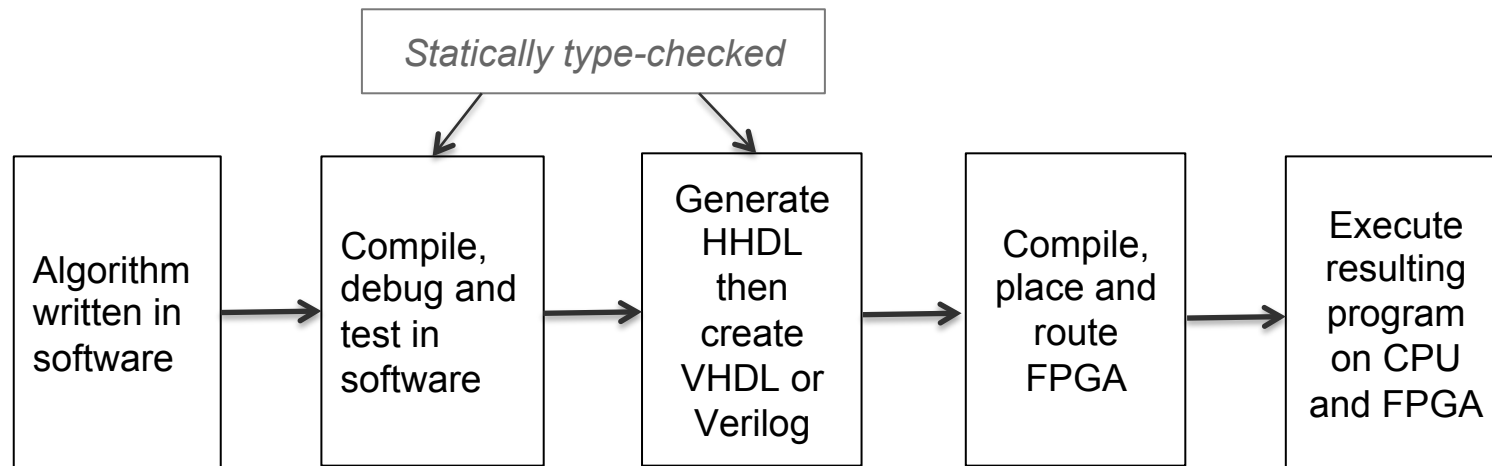 Statically type-checked
Algorithm
written in
software
Compile,
debug and
test in
software
Generate
HHDL
then
create
VHDL or
Verilog
Compile,
place and
route
FPGA
Execute
resulting
program
on CPU
and FPGA